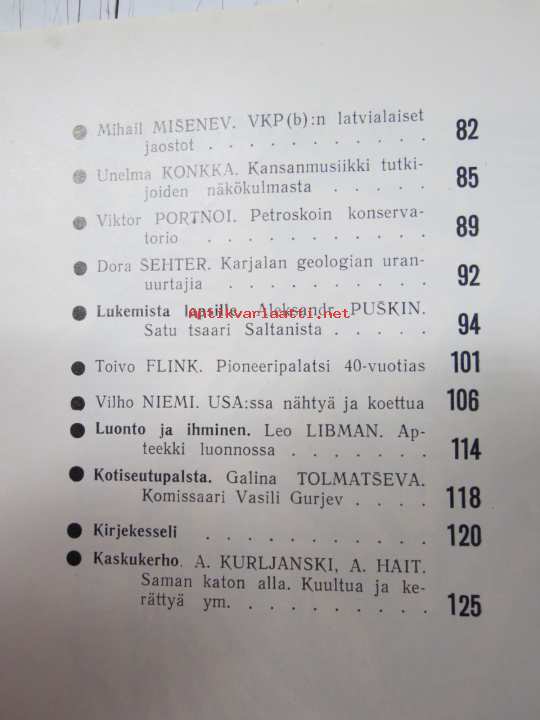 Mihail MIŠENEV. VKP(b):n latvialaiset
jaostot . . . . . . . . . . 82
Unelma KONKKA. Kansanmusiikki tutki-
joiden näkökulmasta . . . . . 85
Viktor PORTNOI. Petroskoin konserva-
torio . . . . . . . . . . 89
Dora SEHTER. Karjalan geologian uran-
uurtajia . . . . . . . . . 92
Lukemista lapsille. Aleksandr PUŠKIN.
Antikvariaatti.net
Satu tsaari Saltanista . . . . . 94
Toivo FLINK. Pioneeripalatsi 40-vuotias 101
Vilho NIEMI. USA:ssa nähtyä ja koettua 106
Luonto ja ihminen. Leo LIBMAN. Ap-
teekki luonnossa . . . . . . . 114
Kotiseutupalsta. Galina TOLMATŠEVA.
Komissaari Vasili Gurjev . . . . 118
Kirjekesseli . . . . . . . . . . 120
Kaskukerho. A. KURLJANSKI, A. HAIT.
Saman katon alla. Kuultua ja ke-
rättyä ym. . . . . . . . . . 125